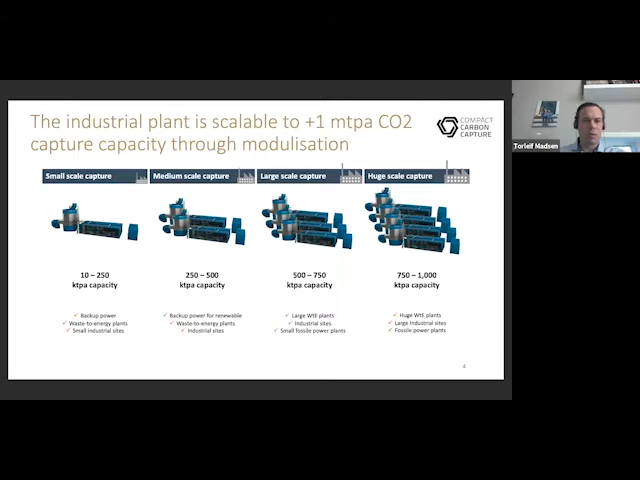 The industrial plant is scalable to +1 mtpa CO2
capture capacity through modulisation
COMPACT
CARBON
CAPTURE
Torleif Madsen
Small scale capture
Medium scale capture
Large scale capture
Huge scale capture
10 – 250
ktpa capacity
250 – 500
ktpa capacity
500 – 750
ktpa capacity
750 – 1,000
ktpa capacity
✓ Backup power
✓ Waste-to-energy plants
✓ Small industrial sites
✓ Backup power for renewable
✓ Waste-to-energy plants
✓ Industrial sites
✓ Large WtE plants
✓ Industrial sites
✓ Small fossile power plants
✓ Huge WtE plants
✓ Large Industrial sites
✓ Fossile power plants
4